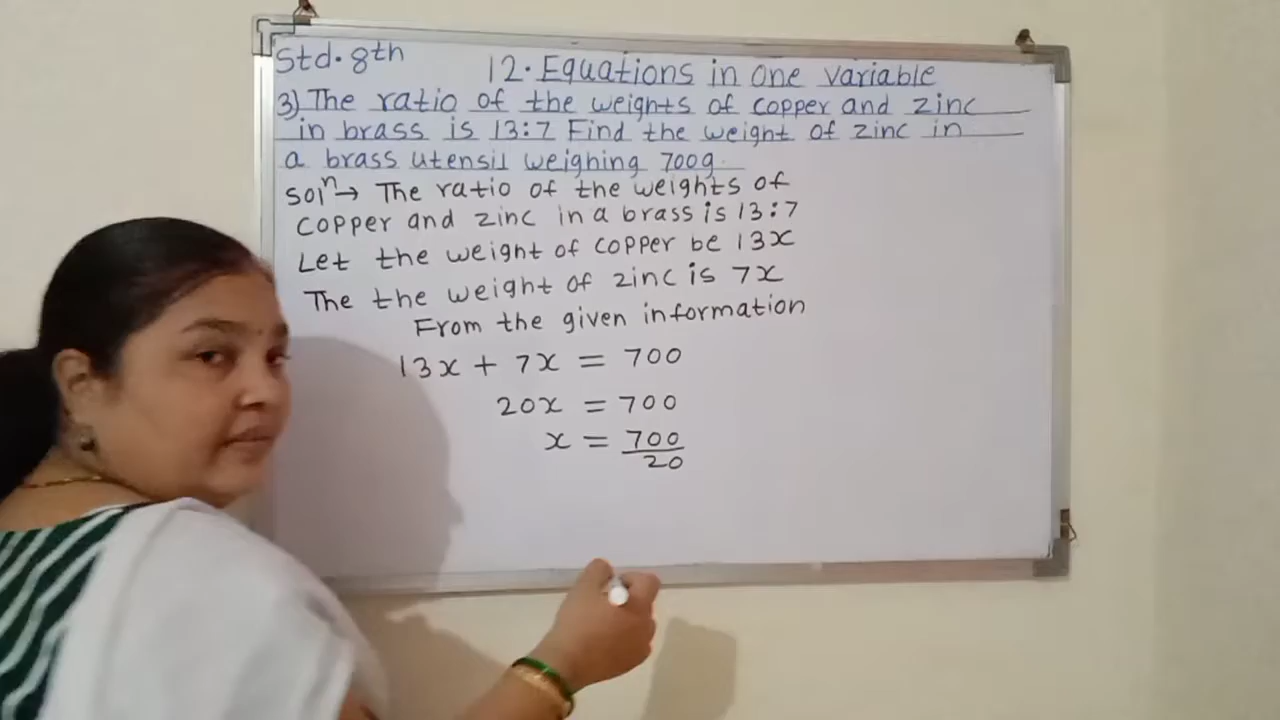 Std. 8th
12. Equations in one variable
3) The ratio of the weights of copper and zinc
in brass is 13:7 Find the weight of zinc in
a brass utensil weighing 700g.
Solⁿ → The ratio of the weights of
copper and zinc in a brass is 13:7
Let the weight of copper be 13x
The the weight of zinc is 7x
From the given information
13x + 7x = 700
20x = 700
x = 700
20